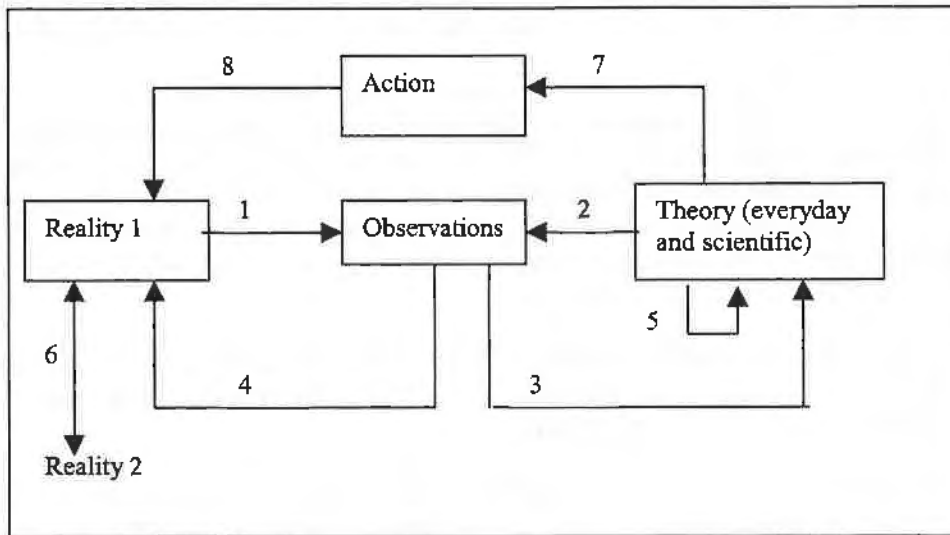 8
Action
7
Reality 1
1
Observations
2
Theory (everyday
and scientific)
5
6
4
3
Reality 2